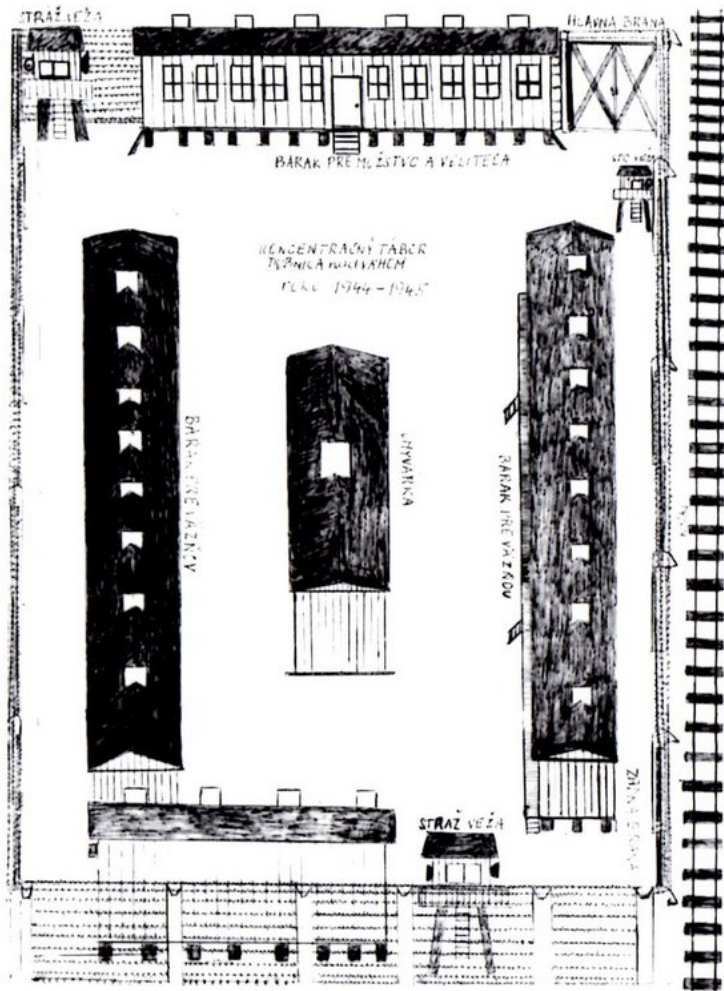 STRÁŽ VEŽA
HLAVNÁ BRÁNA
BARAK PRE MUŽSTVO A VELITEĽA
KONCENTRAČNÝ TÁBOR
ROKU 1944-1945
BARAK PRE VÄZŇOV
UMYVÁRKA
BARAK PRE VÄZŇOV
STRÁŽ VEŽA